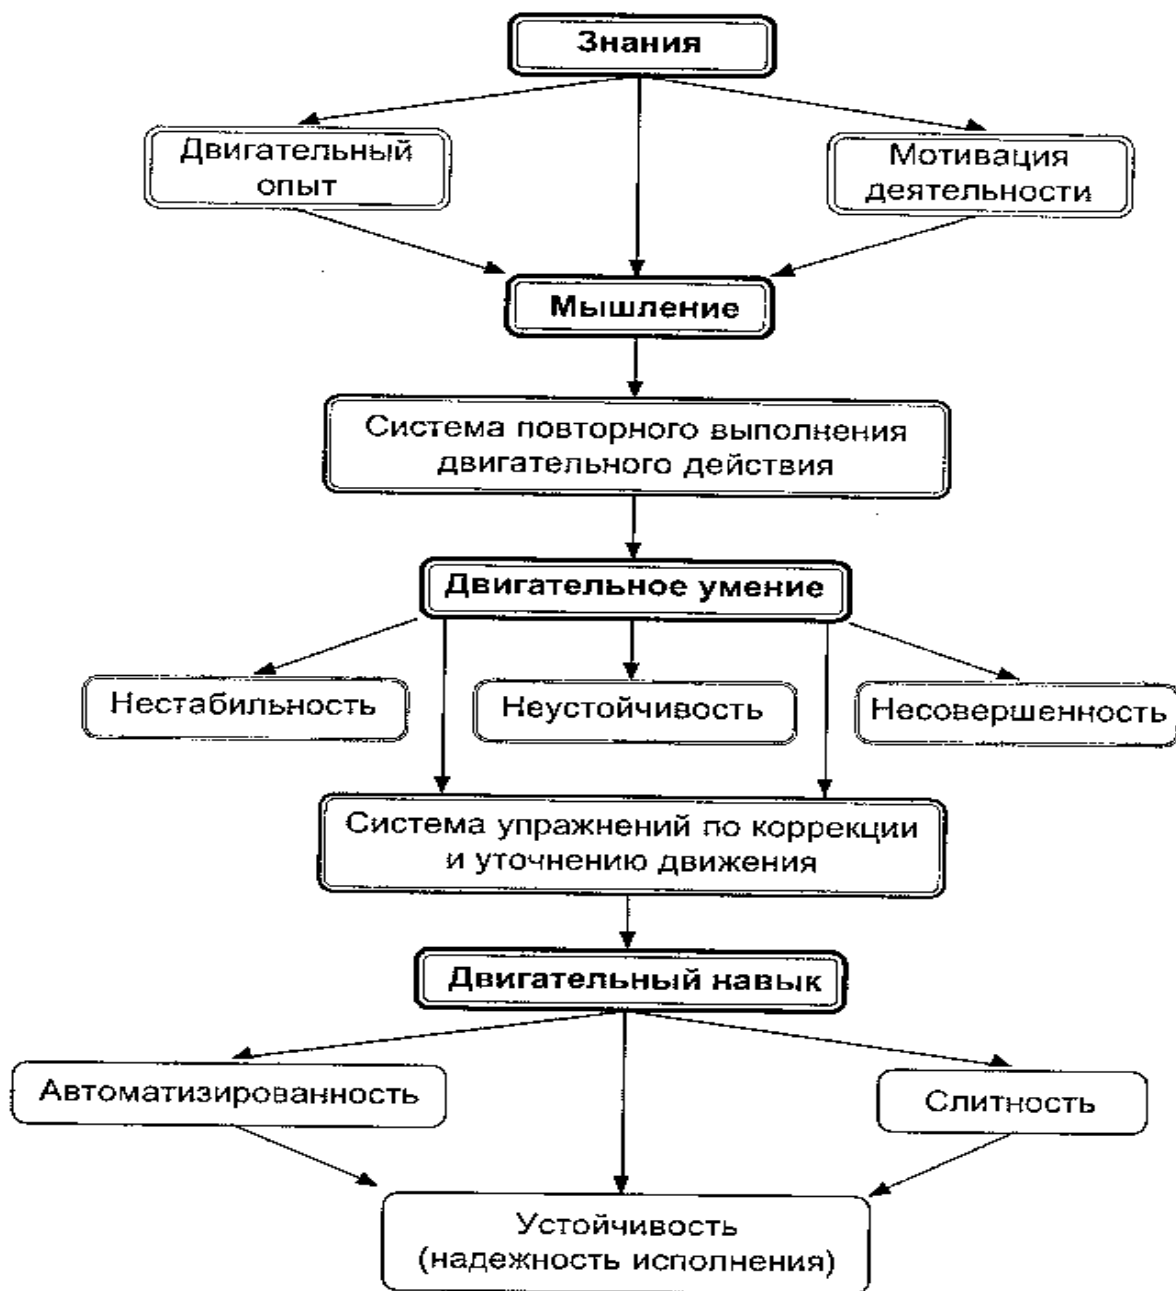 Знания
Двигательный
опыт
Мотивация
деятельности
Мышление
Система повторного выполнения
двигательного действия
Двигательное умение
Нестабильность
Неустойчивость
Несовершенность
Система упражнений по коррекции
и уточнению движения
Двигательный навык
Автоматизированность
Слитность
Устойчивость
(надежность исполнения)